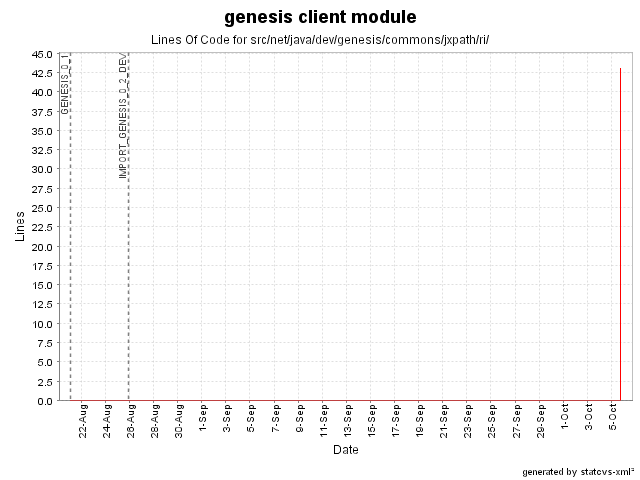 genesis client module
Lines Of Code for src/net/java/dev/genesis/commons/jxpath/ri/
45.0
42.5
40.0
37.5
35.0
32.5
30.0
27.5
25.0
22.5
20.0
17.5
15.0
12.5
10.0
7.5
5.0
2.5
0.0
Lines
GENESIS_0_1
IMPORT_GENESIS_0_2_DEV
22-Aug
24-Aug
26-Aug
28-Aug
30-Aug
1-Sep
3-Sep
5-Sep
7-Sep
9-Sep
11-Sep
13-Sep
15-Sep
17-Sep
19-Sep
21-Sep
23-Sep
25-Sep
27-Sep
29-Sep
1-Oct
3-Oct
5-Oct
Date
generated by statcvs-xml²